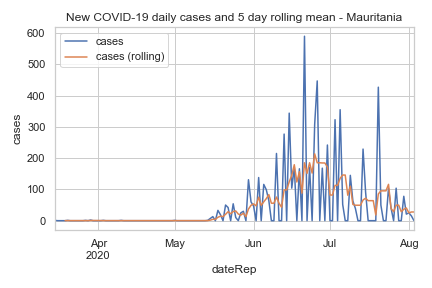 New COVID-19 daily cases and 5 day rolling mean - Mauritania
cases
cases (rolling)
600
500
400
300
200
100
0
cases
Apr
2020
May
Jun
Jul
Aug
dateRep